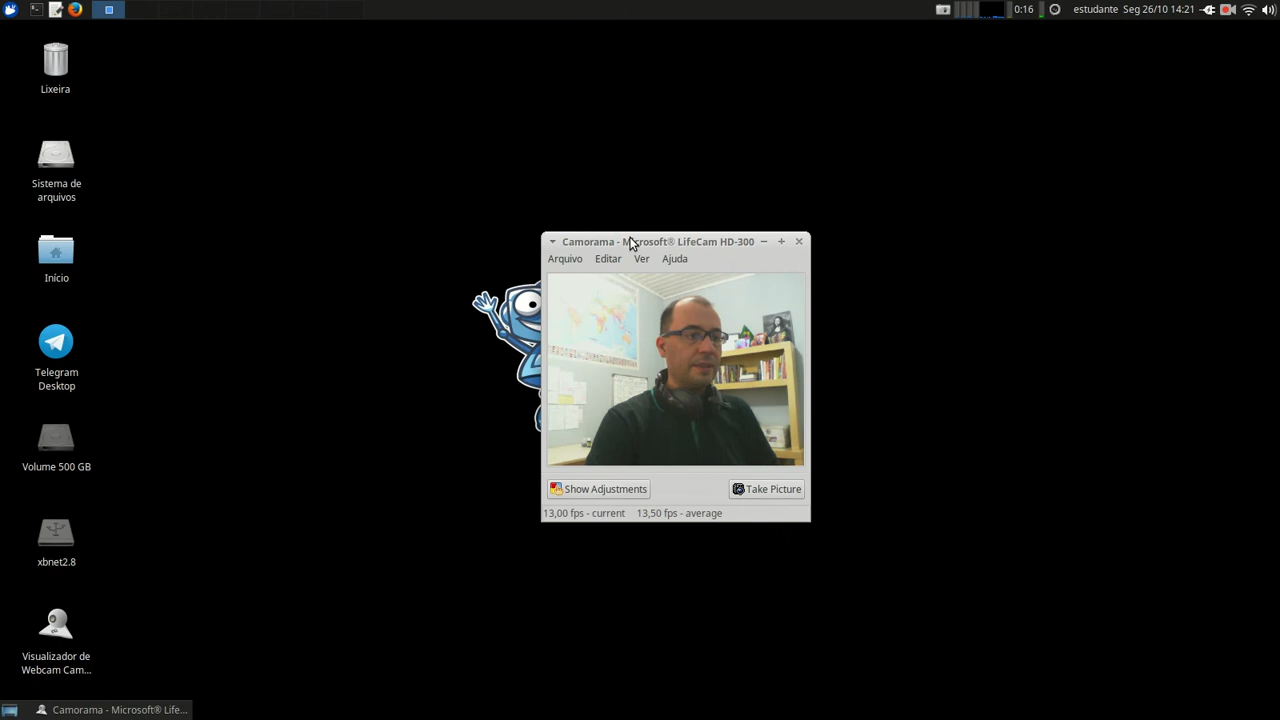 0:16
estudante
Seg 26/10 14:21
Lixeira
Sistema de
arquivos
Início
Telegram
Desktop
Volume 500 GB
xbnet2.8
Visualizador de
Webcam Cam...
Camorama - Microsoft® LifeCam HD-300
Arquivo Editar Ver Ajuda
Show Adjustments
Take Picture
13,00 fps - current 13,50 fps - average
Camorama - Microsoft® Life...